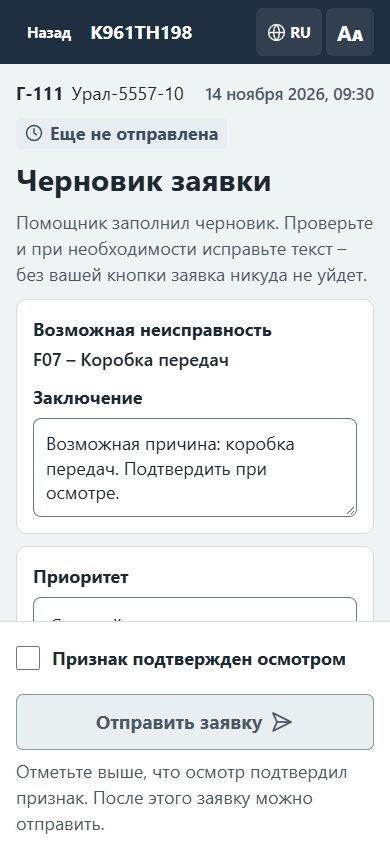 Назад K961TH198 RU Aa
Г-111 Урал-5557-10 14 ноября 2026, 09:30
Еще не отправлена
Черновик заявки
Помощник заполнил черновик. Проверьте
и при необходимости исправьте текст –
без вашей кнопки заявка никуда не уйдет.
Возможная неисправность
F07 – Коробка передач
Заключение
Возможная причина: коробка
передач. Подтвердить при
осмотре.
Приоритет
Признак подтвержден осмотром
Отправить заявку
Отметьте выше, что осмотр подтвердил
признак. После этого заявку можно
отправить.